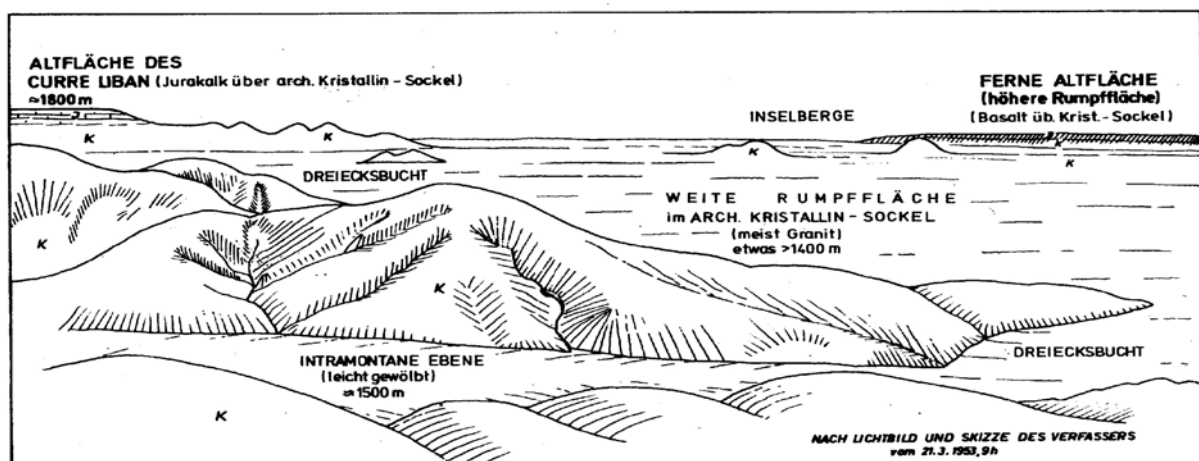 ALTFLÄCHE DES
CURRE LIBAN (Jurakalk über arch. Kristallin - Sockel)
≈1800 m
FERNE ALTFLÄCHE
(höhere Rumpffläche)
(Basalt üb. Krist.- Sockel)
INSELBERGE
J
K
K
K
B
K
K
DREIECKSBUCHT
WEITE RUMPFFLÄCHE
im ARCH. KRISTALLIN - SOCKEL
(meist Granit)
etwas >1400 m
K
K
DREIECKSBUCHT
INTRAMONTANE EBENE
(leicht gewölbt)
≈1500 m
K
NACH LICHTBILD UND SKIZZE DES VERFASSERS
vom 21.3.1953, 9h